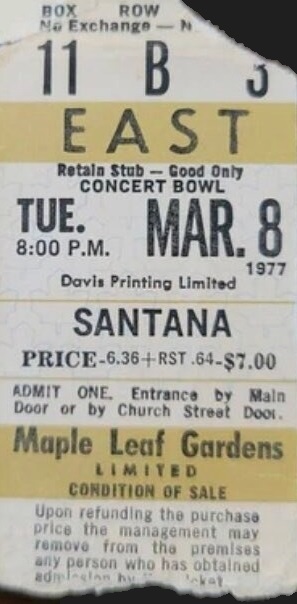 BOX ROW
No Exchange — N
11 B
EAST
Retain Stub — Good Only
CONCERT BOWL
TUE. MAR. 8
8:00 P.M. 1977
Davis Printing Limited
SANTANA
PRICE-6.36+RST .64-$7.00
ADMIT ONE. Entrance by Main
Door or by Church Street Door.
Maple Leaf Gardens
LIMITED
CONDITION OF SALE
Upon refunding the purchase
price the management may
remove from the premises
any person who has obtained
admission by